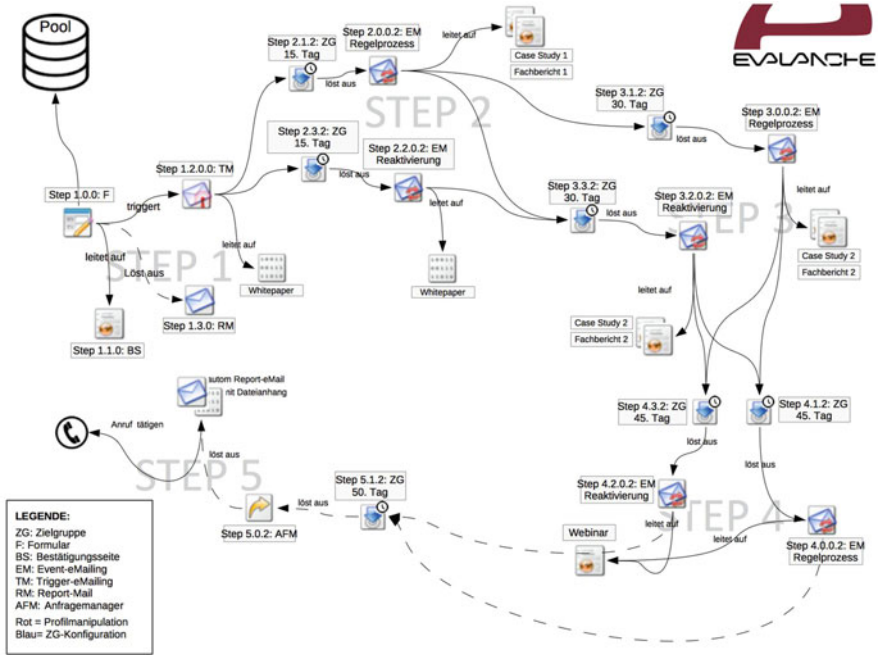 Pool
Step 2.1.2: ZG
15. Tag
löst aus
Step 2.0.0.2: EM
Regelprozess
leitet auf
Case Study 1
Fachbericht 1
EVALANCHE
STEP 2
Step 3.1.2: ZG
30. Tag
löst aus
Step 3.0.0.2: EM
Regelprozess
Step 2.3.2: ZG
15. Tag
löst aus
Step 2.2.0.2: EM
Reaktivierung
leitet auf
Step 1.2.0.0: TM
Step 1.0.0: F
triggert
Step 3.3.2: ZG
30. Tag
löst aus
Step 3.2.0.2: EM
Reaktivierung
leitet auf
STEP 3
Case Study 2
Fachbericht 2
leitet auf
Löst aus
STEP 1
leitet auf
Whitepaper
Whitepaper
Step 1.3.0: RM
Step 1.1.0: BS
leitet auf
Case Study 2
Fachbericht 2
autom Report-eMail
mit Dateianhang
Anruf tätigen
STEP 5
löst aus
Step 5.0.2: AFM
löst aus
Step 5.1.2: ZG
50. Tag
Step 4.3.2: ZG
45. Tag
Step 4.1.2: ZG
45. Tag
löst aus
löst aus
Step 4.2.0.2: EM
Reaktivierung
STEP 4
leitet auf
Webinar
leitet auf
Step 4.0.0.2: EM
Regelprozess
LEGENDE:
ZG: Zielgruppe
F: Formular
BS: Bestätigungsseite
EM: Event-eMailing
TM: Trigger-eMailing
RM: Report-Mail
AFM: Anfragemanager
Rot = Profilmanipulation
Blau= ZG-Konfiguration